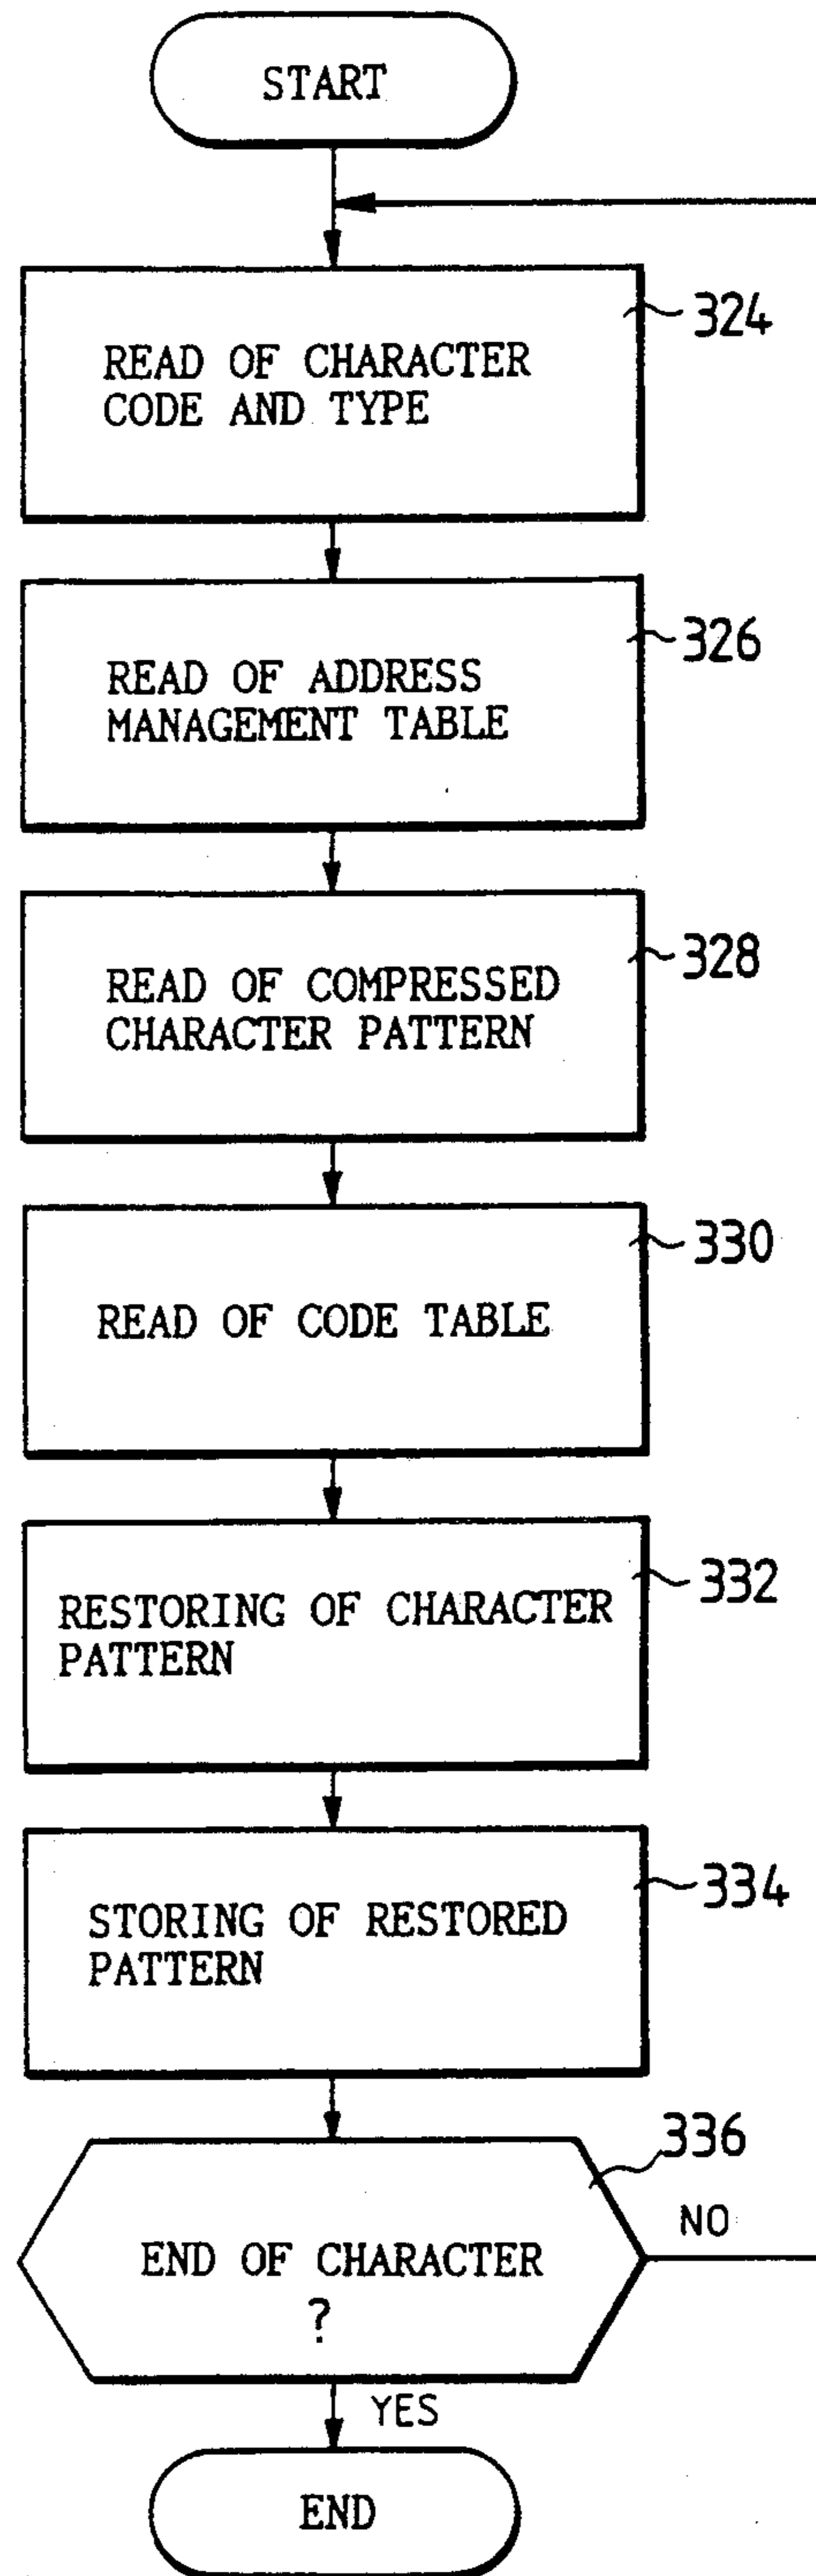 START
324
READ OF CHARACTER
CODE AND TYPE
326
READ OF ADDRESS
MANAGEMENT TABLE
328
READ OF COMPRESSED
CHARACTER PATTERN
330
READ OF CODE TABLE
332
RESTORING OF CHARACTER
PATTERN
334
STORING OF RESTORED
PATTERN
336
NO
END OF CHARACTER
?
YES
END